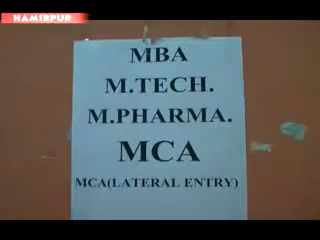 HAMIRPUR
MBA
M.TECH.
M.PHARMA.
MCA
MCA(LATERAL ENTRY)